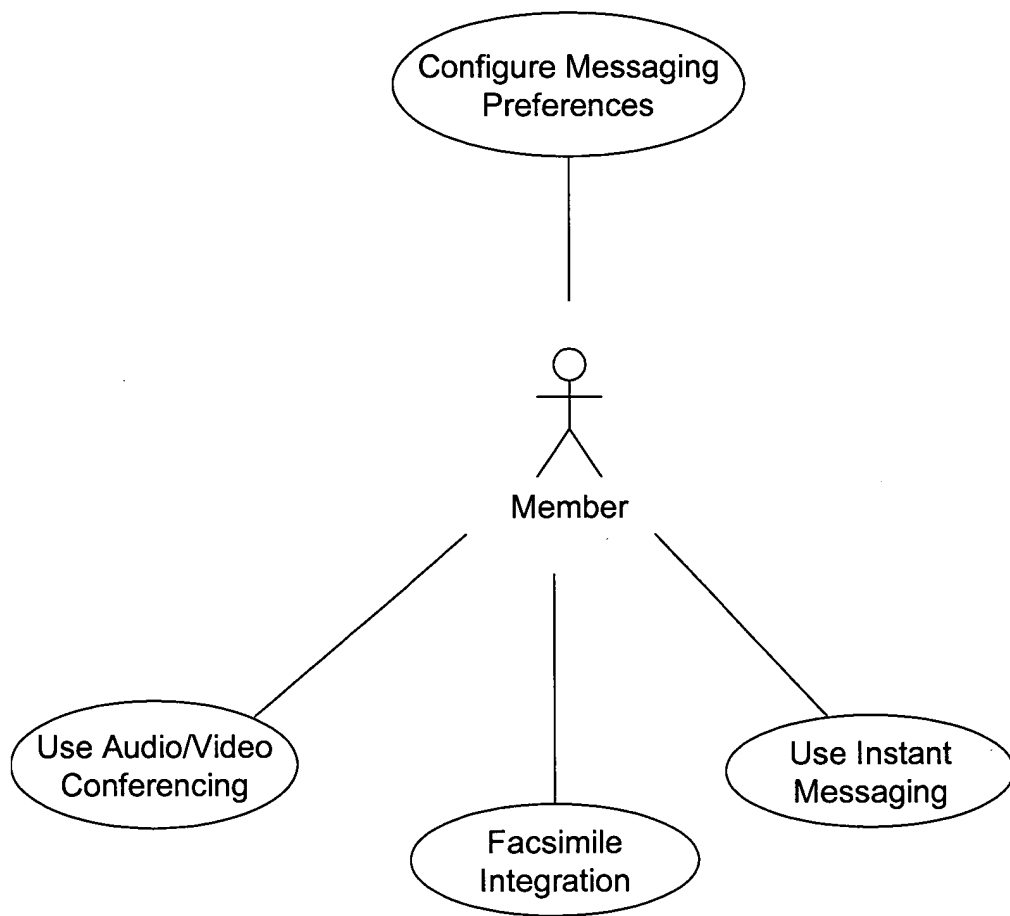 Configure Messaging
Preferences
Member
Use Audio/Video
Conferencing
Facsimile
Integration
Use Instant
Messaging